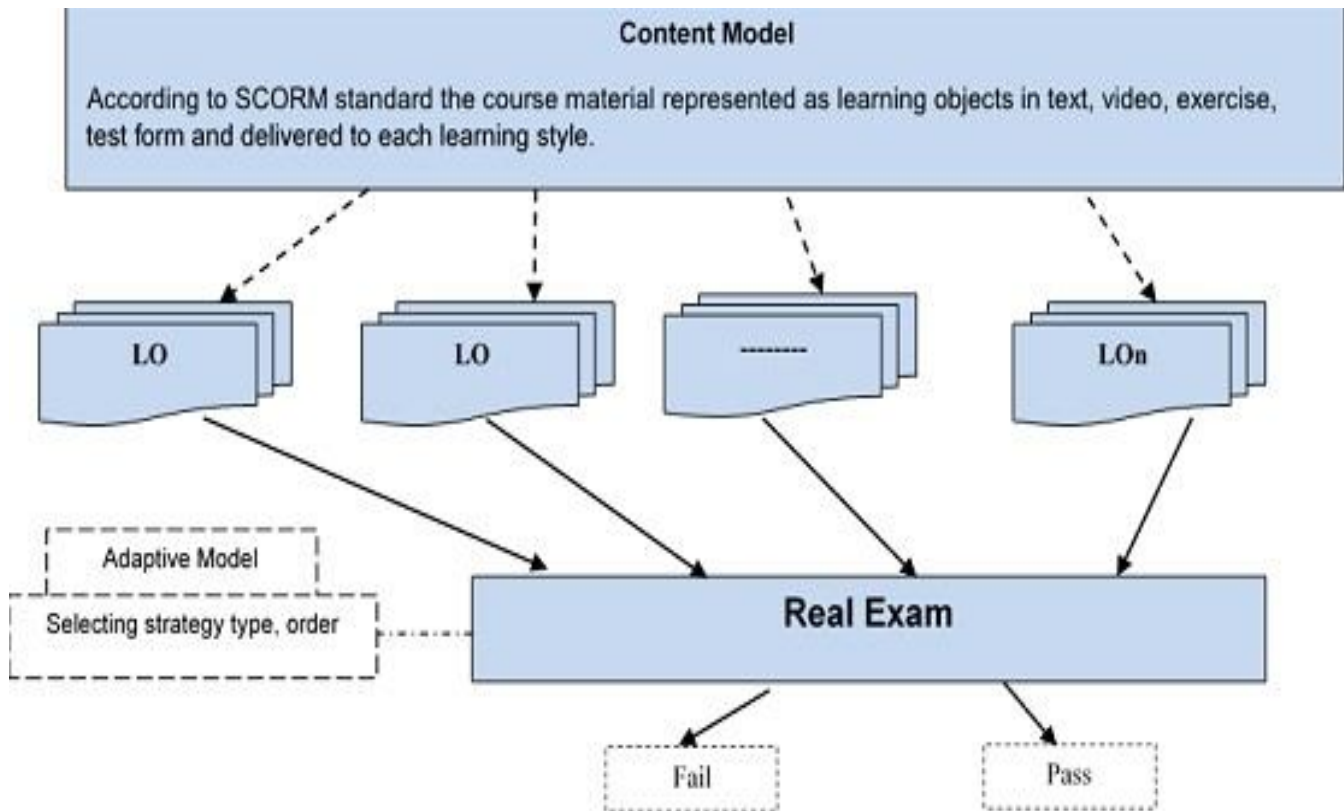 Content Model
According to SCORM standard the course material represented as learning objects in text, video, exercise,
test form and delivered to each learning style.
LO
LO
--------
LOn
Adaptive Model
Selecting strategy type, order
Real Exam
Fail
Pass